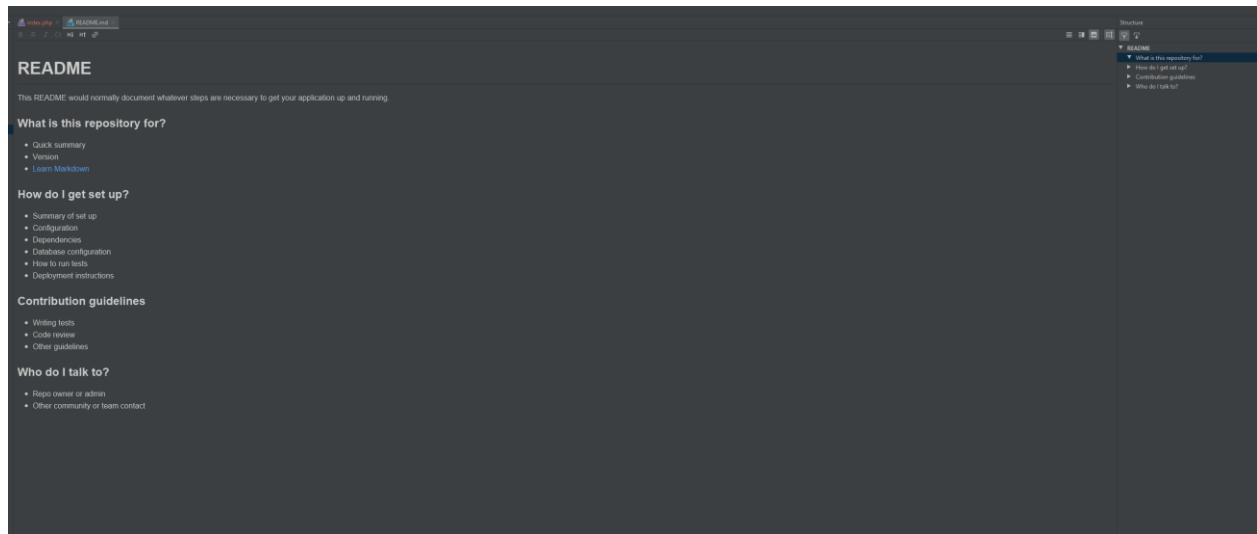 index.php
README.md
Structure
README
What is this repository for?
How do I get set up?
Contribution guidelines
Who do I talk to?
README
This README would normally document whatever steps are necessary to get your application up and running.
What is this repository for?
Quick summary
Version
Learn Markdown
How do I get set up?
Summary of set up
Configuration
Dependencies
Database configuration
How to run tests
Deployment instructions
Contribution guidelines
Writing tests
Code review
Other guidelines
Who do I talk to?
Repo owner or admin
Other community or team contact